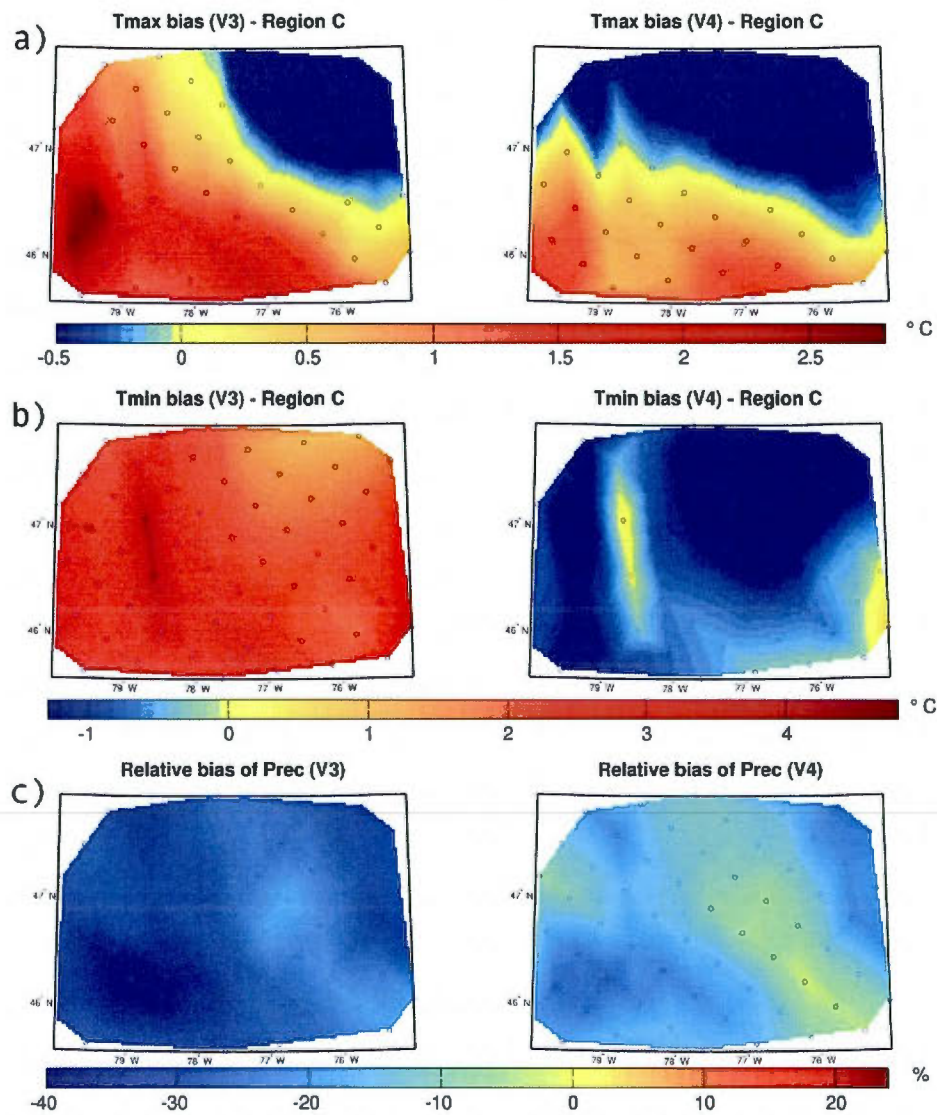 a)
Tmax bias (V3) - Region C
Tmax bias (V4) - Region C
47° N
46° N
79° W 78° W 77° W 76° W
47° N
46° N
79° W 78° W 77° W 76° W
-0.5 0 0.5 1 1.5 2 2.5 ° C
b)
Tmin bias (V3) - Region C
Tmin bias (V4) - Region C
47° N
46° N
79° W 78° W 77° W 76° W
47° N
46° N
79° W 78° W 77° W 76° W
-1 0 1 2 3 4 ° C
c)
Relative bias of Prec (V3)
Relative bias of Prec (V4)
47° N
46° N
79° W 78° W 77° W 76° W
47° N
46° N
79° W 78° W 77° W 78° W
-40 -30 -20 -10 0 10 20 %